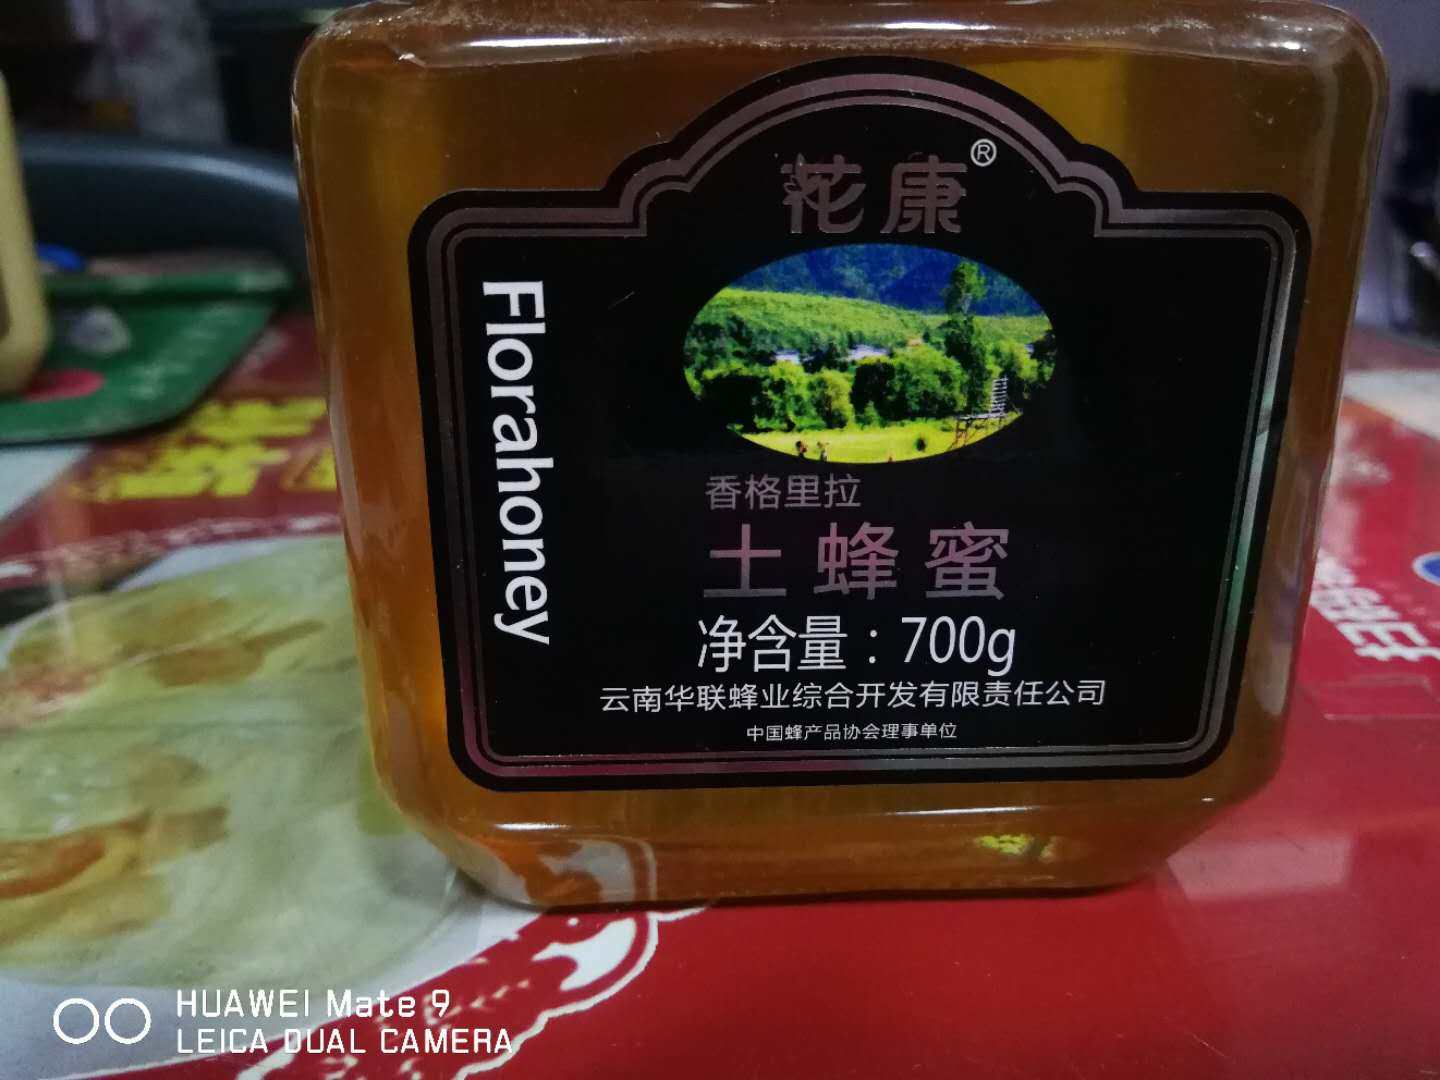 花康®
Florahoney
香格里拉
土蜂蜜
净含量：700g
云南华联蜂业综合开发有限责任公司
中国蜂产品协会理事单位
HUAWEI Mate 9
LEICA DUAL CAMERA